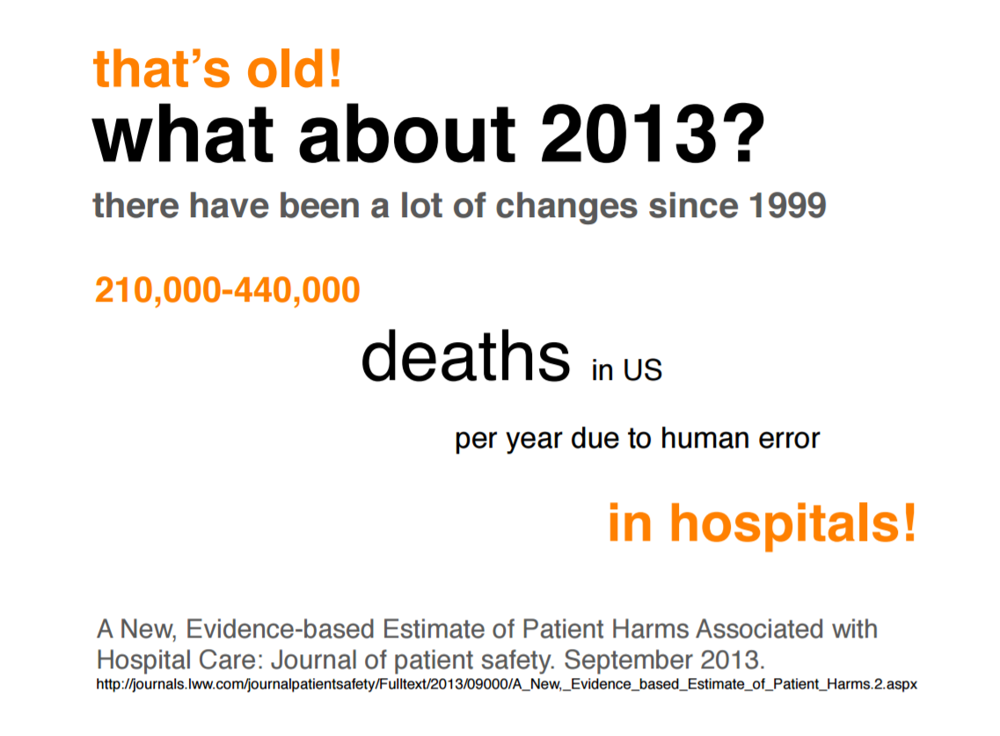 that’s old!
what about 2013?
there have been a lot of changes since 1999
210,000-440,000
deaths in US
per year due to human error
in hospitals!
A New, Evidence-based Estimate of Patient Harms Associated with
Hospital Care: Journal of patient safety. September 2013.
http://journals.lww.com/journalpatientsafety/Fulltext/2013/09000/A_New,_Evidence_based_Estimate_of_Patient_Harms.2.aspx